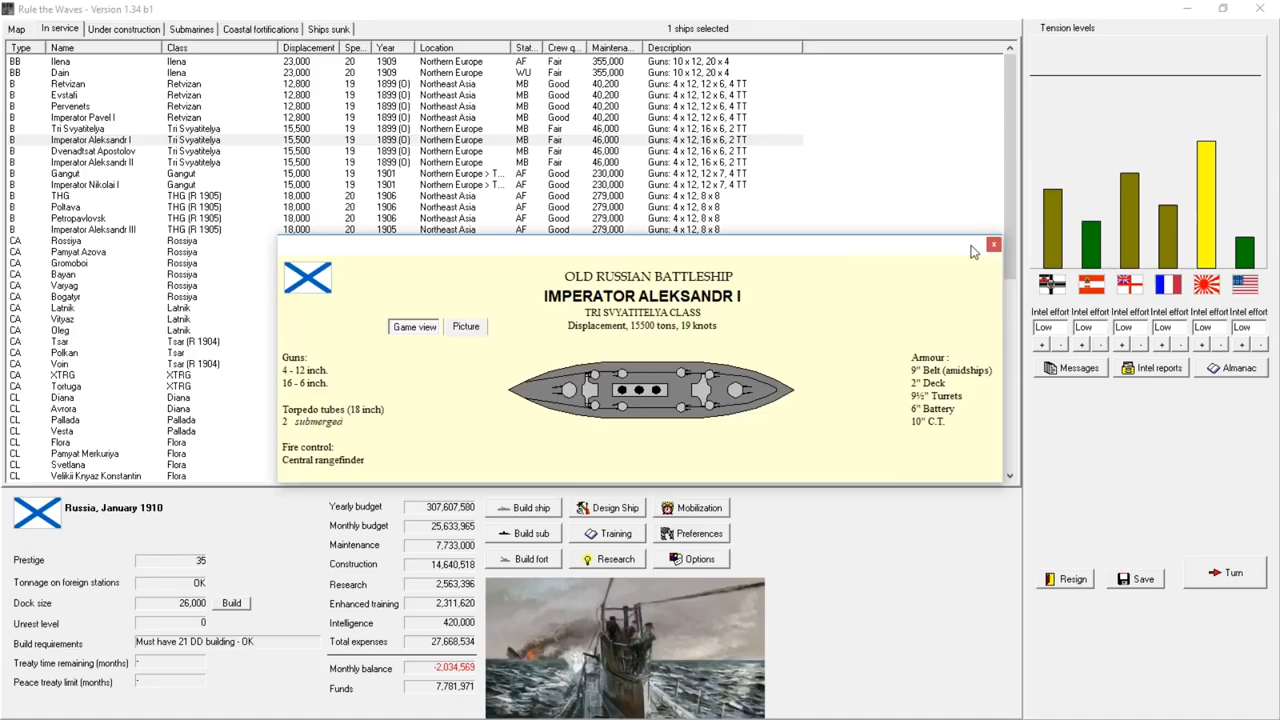 Rule the Waves - Version 1.34 b1
Map In service Under construction Submarines Coastal fortifications Ships sunk 1 ships selected
Type Name Class Displacement Spe... Year Location Stat... Crew q... Maintena... Description
BB Ilena Ilena 23,000 20 1909 Northern Europe AF Fair 355,000 Guns: 10 x 12, 20 x 4
BB Dain Ilena 23,000 20 1909 Northern Europe WU Fair 355,000 Guns: 10 x 12, 20 x 4
B Retvizan Retvizan 12,800 19 1899 (O) Northeast Asia MB Good 40,200 Guns: 4 x 12, 12 x 6, 4 TT
B Evstafi Retvizan 12,800 19 1899 (O) Northeast Asia MB Good 40,200 Guns: 4 x 12, 12 x 6, 4 TT
B Pervenets Retvizan 12,800 19 1899 (O) Northeast Asia MB Good 40,200 Guns: 4 x 12, 12 x 6, 4 TT
B Imperator Pavel I Retvizan 12,800 19 1899 (O) Northeast Asia MB Good 40,200 Guns: 4 x 12, 12 x 6, 4 TT
B Tri Svyatitelya Tri Svyatitelya 15,500 19 1899 (O) Northern Europe MB Fair 46,000 Guns: 4 x 12, 16 x 6, 2 TT
B Imperator Aleksandr I Tri Svyatitelya 15,500 19 1899 (O) Northern Europe MB Fair 46,000 Guns: 4 x 12, 16 x 6, 2 TT
B Dvenadtsat Apostolov Tri Svyatitelya 15,500 19 1899 (O) Northern Europe MB Fair 46,000 Guns: 4 x 12, 16 x 6, 2 TT
B Imperator Aleksandr II Tri Svyatitelya 15,500 19 1899 (O) Northern Europe MB Fair 46,000 Guns: 4 x 12, 16 x 6, 2 TT
B Gangut Gangut 15,000 19 1901 Northern Europe > T... AF Good 230,000 Guns: 4 x 12, 12 x 7, 4 TT
B Imperator Nikolai I Gangut 15,000 19 1901 Northern Europe > T... AF Good 230,000 Guns: 4 x 12, 12 x 7, 4 TT
B THG THG (R 1905) 18,000 20 1906 Northeast Asia AF Good 279,000 Guns: 4 x 12, 8 x 8
B Poltava THG (R 1905) 18,000 20 1906 Northeast Asia AF Good 279,000 Guns: 4 x 12, 8 x 8
B Petropavlovsk THG (R 1905) 18,000 20 1906 Northeast Asia AF Good 279,000 Guns: 4 x 12, 8 x 8
B Imperator Aleksandr III THG (R 1905) 18,000 20 1905 Northeast Asia AF Good 279,000 Guns: 4 x 12, 8 x 8
CA Rossiya Rossiya
CA Pamyat Azova Rossiya
CA Gromoboi Rossiya
CA Bayan Rossiya
CA Varyag Rossiya
CA Bogatyr Rossiya
CA Latnik Latnik
CA Vityaz Latnik
CA Oleg Latnik
CA Tsar Tsar (R 1904)
CA Polkan Tsar
CA Voin Tsar (R 1904)
CA XTRG XTRG
CA Tortuga XTRG
CL Diana Diana
CL Avrora Diana
CL Pallada Diana
CL Vesta Diana
CL Flora Flora
CL Pamyat Merkuriya Flora
CL Svetlana Flora
CL Velikii Knyaz Konstantin Flora
x
OLD RUSSIAN BATTLESHIP
IMPERATOR ALEKSANDR I
TRI SVYATITELYA CLASS
Displacement, 15500 tons, 19 knots
Game view Picture
Guns:
4 - 12 inch.
16 - 6 inch.
Torpedo tubes (18 inch)
2 submerged
Fire control:
Central rangefinder
Armour :
9" Belt (amidships)
2" Deck
9½" Turrets
6" Battery
10" C.T.
Tension levels
Intel effort Intel effort Intel effort Intel effort Intel effort Intel effort
Low Low Low Low Low Low
+ - + - + - + - + - + -
Messages Intel reports Almanac
Russia, January 1910
Prestige 35
Tonnage on foreign stations OK
Dock size 26,000 Build
Unrest level 0
Build requirements Must have 21 DD building - OK
Treaty time remaining (months) -
Peace treaty limit (months) -
Yearly budget 307,607,580
Monthly budget 25,633,965
Maintenance 7,733,000
Construction 14,640,518
Research 2,563,396
Enhanced training 2,311,620
Intelligence 420,000
Total expenses 27,668,534
Monthly balance -2,034,569
Funds 7,781,971
Build ship Design Ship Mobilization
Build sub Training Preferences
Build fort Research Options
Resign Save Turn